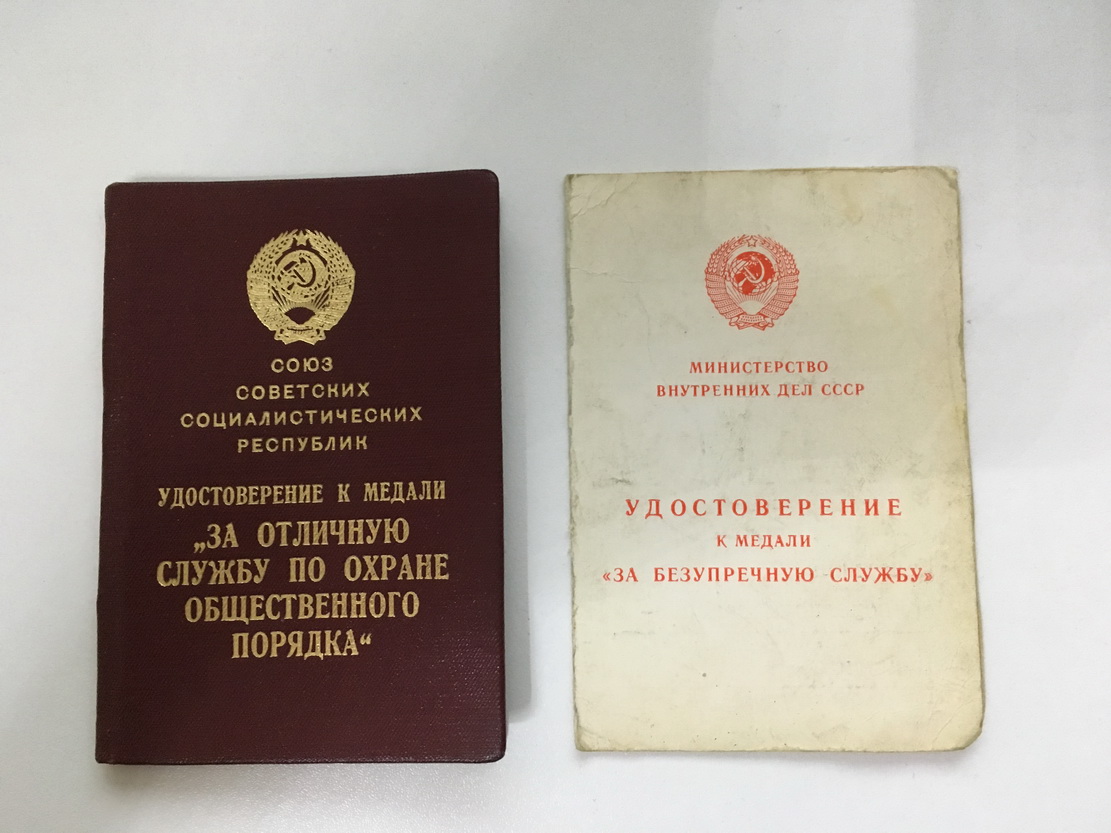 СОЮЗ
СОВЕТСКИХ
СОЦИАЛИСТИЧЕСКИХ
РЕСПУБЛИК
УДОСТОВЕРЕНИЕ К МЕДАЛИ
„ЗА ОТЛИЧНУЮ
СЛУЖБУ ПО ОХРАНЕ
ОБЩЕСТВЕННОГО
ПОРЯДКА“
МИНИСТЕРСТВО
ВНУТРЕННИХ ДЕЛ СССР
УДОСТОВЕРЕНИЕ
К МЕДАЛИ
«ЗА БЕЗУПРЕЧНУЮ СЛУЖБУ»